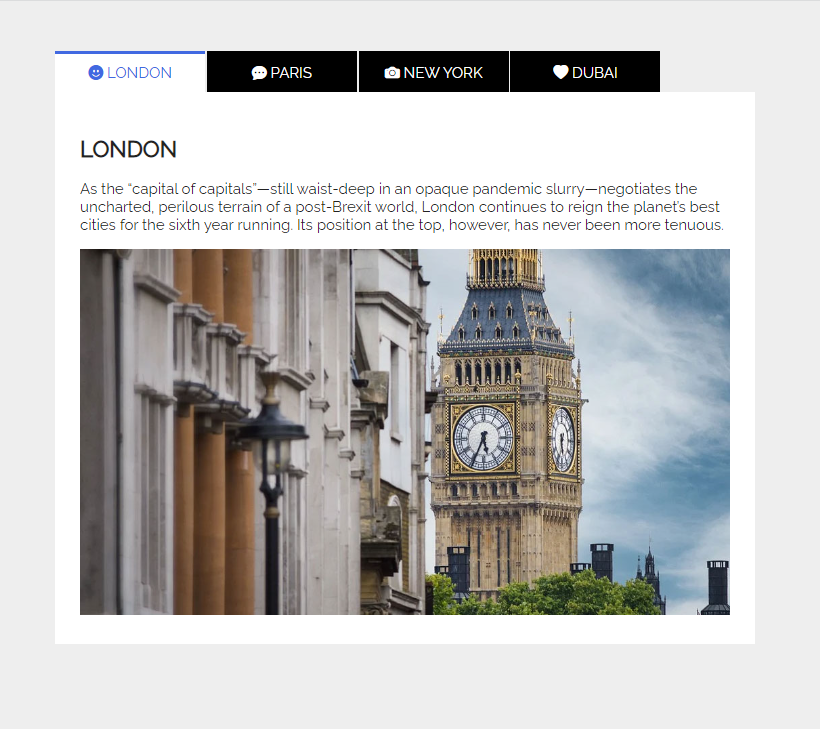 LONDON PARIS NEW YORK DUBAI
LONDON
As the “capital of capitals”—still waist-deep in an opaque pandemic slurry—negotiates the
uncharted, perilous terrain of a post-Brexit world, London continues to reign the planet’s best
cities for the sixth year running. Its position at the top, however, has never been more tenuous.